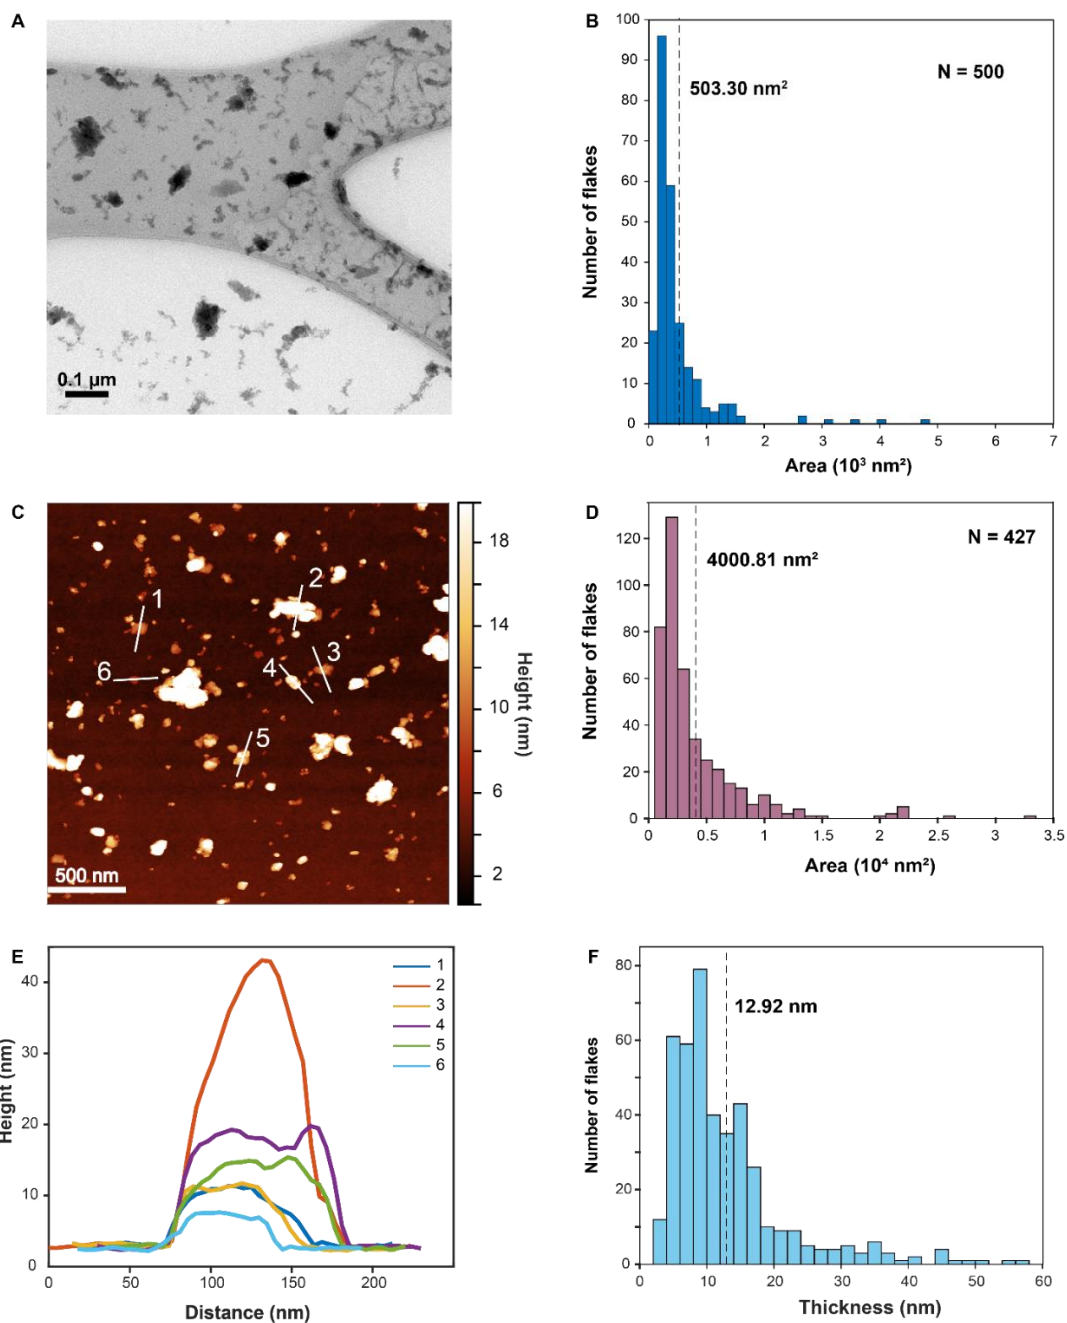 A
0.1 µm
B
Number of flakes
100
90
80
70
60
50
40
30
20
10
0
503.30 nm²
N = 500
0 1 2 3 4 5 6 7
Area (10³ nm²)
C
1
2
3
4
5
6
500 nm
18
14
10
6
2
Height (nm)
D
Number of flakes
120
100
80
60
40
20
0
4000.81 nm²
N = 427
0 0.5 1 1.5 2 2.5 3 3.5
Area (10⁴ nm²)
E
Height (nm)
40
30
20
10
0
1
2
3
4
5
6
0 50 100 150 200
Distance (nm)
F
Number of flakes
80
60
40
20
0
12.92 nm
0 10 20 30 40 50 60
Thickness (nm)